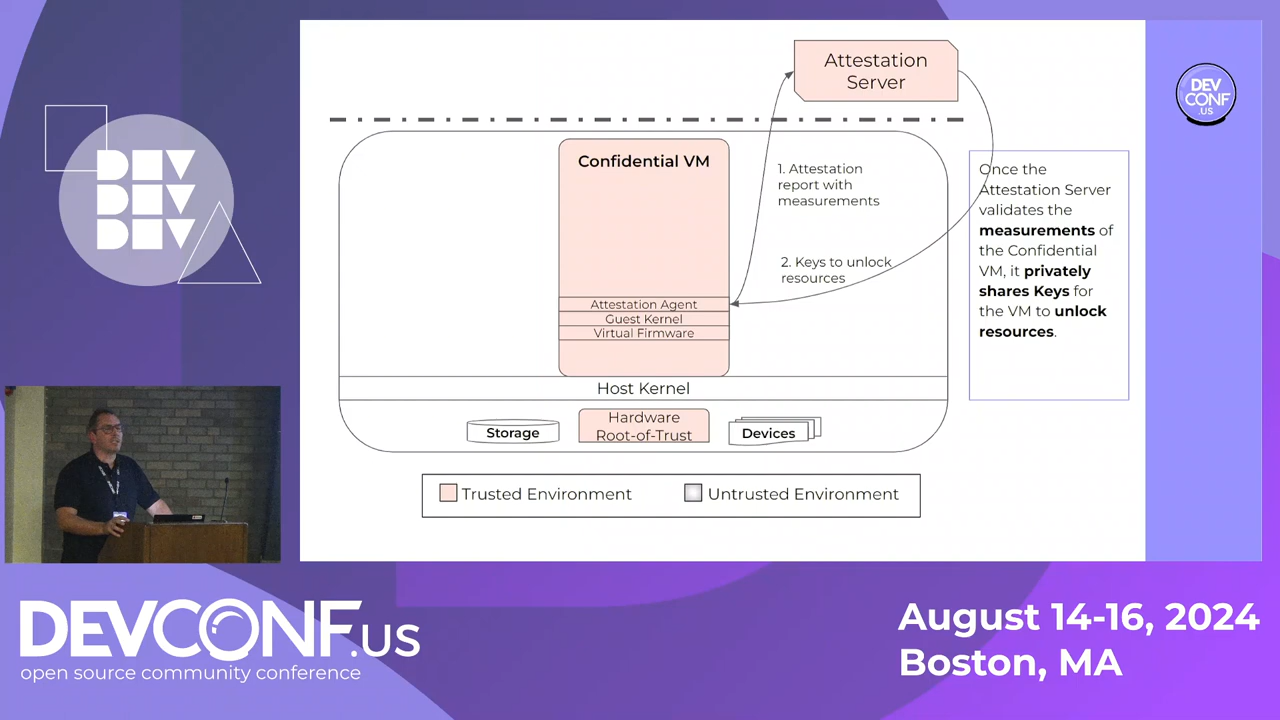 Attestation
Server
DEV
CONF
.US
DEV
DEV
DEV
Confidential VM
1. Attestation
report with
measurements
2. Keys to unlock
resources
Once the
Attestation Server
validates the
measurements of
the Confidential
VM, it privately
shares Keys for
the VM to unlock
resources.
Attestation Agent
Guest Kernel
Virtual Firmware
Host Kernel
Storage
Hardware
Root-of-Trust
Devices
Trusted Environment
Untrusted Environment
DEVCONF.US
open source community conference
August 14-16, 2024
Boston, MA